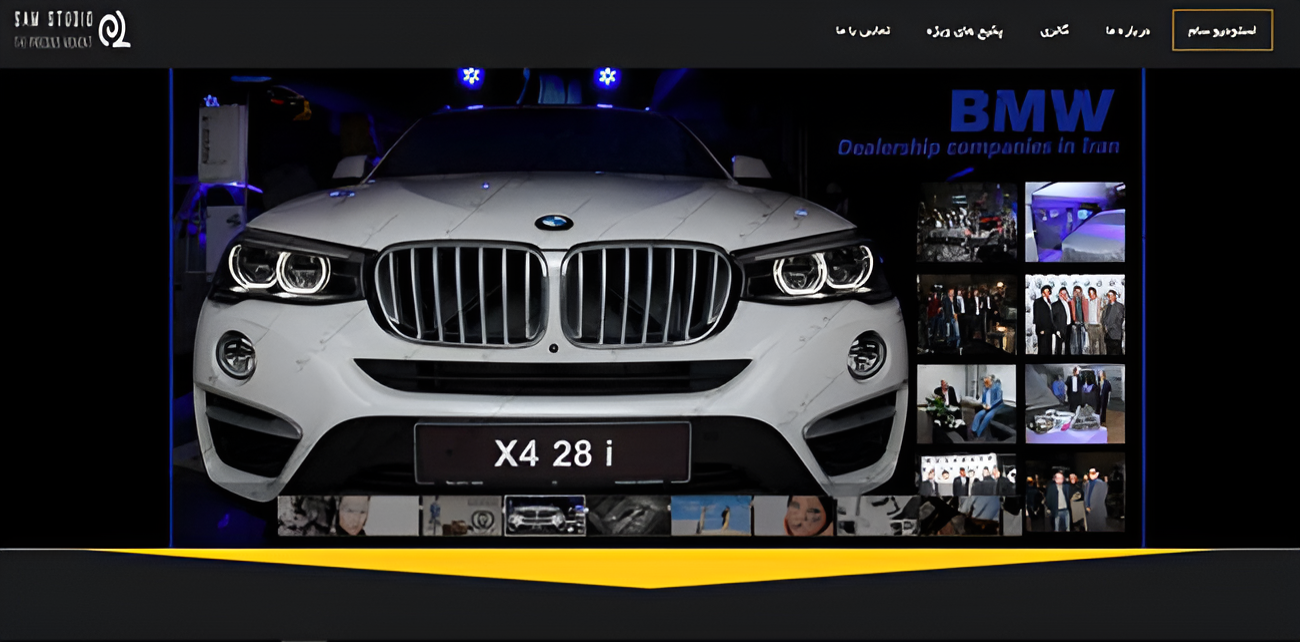 SAM STUDIO
استودیو سام
درباره ما
گالری
پکیج های ویژه
تماس با ما
BMW
Dealership companies in Iran
X4 28 i